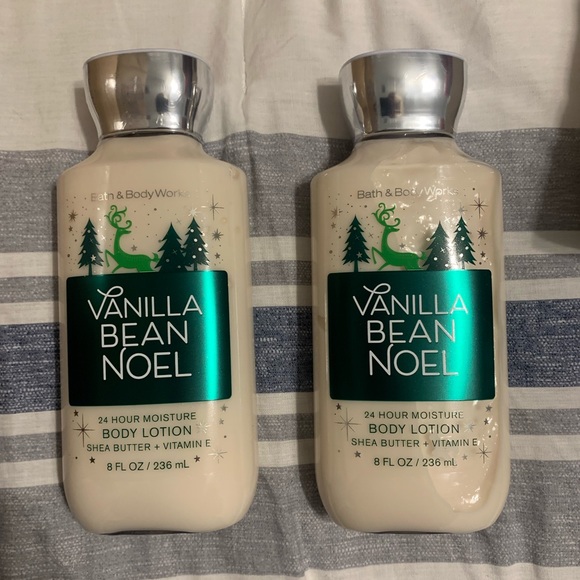 Bath & Body Works
VANILLA
BEAN
NOEL
24 HOUR MOISTURE
BODY LOTION
SHEA BUTTER + VITAMIN E
8 FL OZ / 236 mL
Bath & Body Works
VANILLA
BEAN
NOEL
24 HOUR MOISTURE
BODY LOTION
SHEA BUTTER + VITAMIN E
8 FL OZ / 236 mL